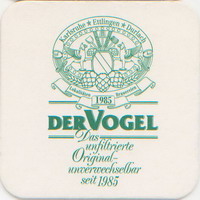 Karlsruhe • Ettlingen • Durlach
1985
DER VOGEL
Das
unfiltrierte
Original-
unverwechselbar
seit 1985